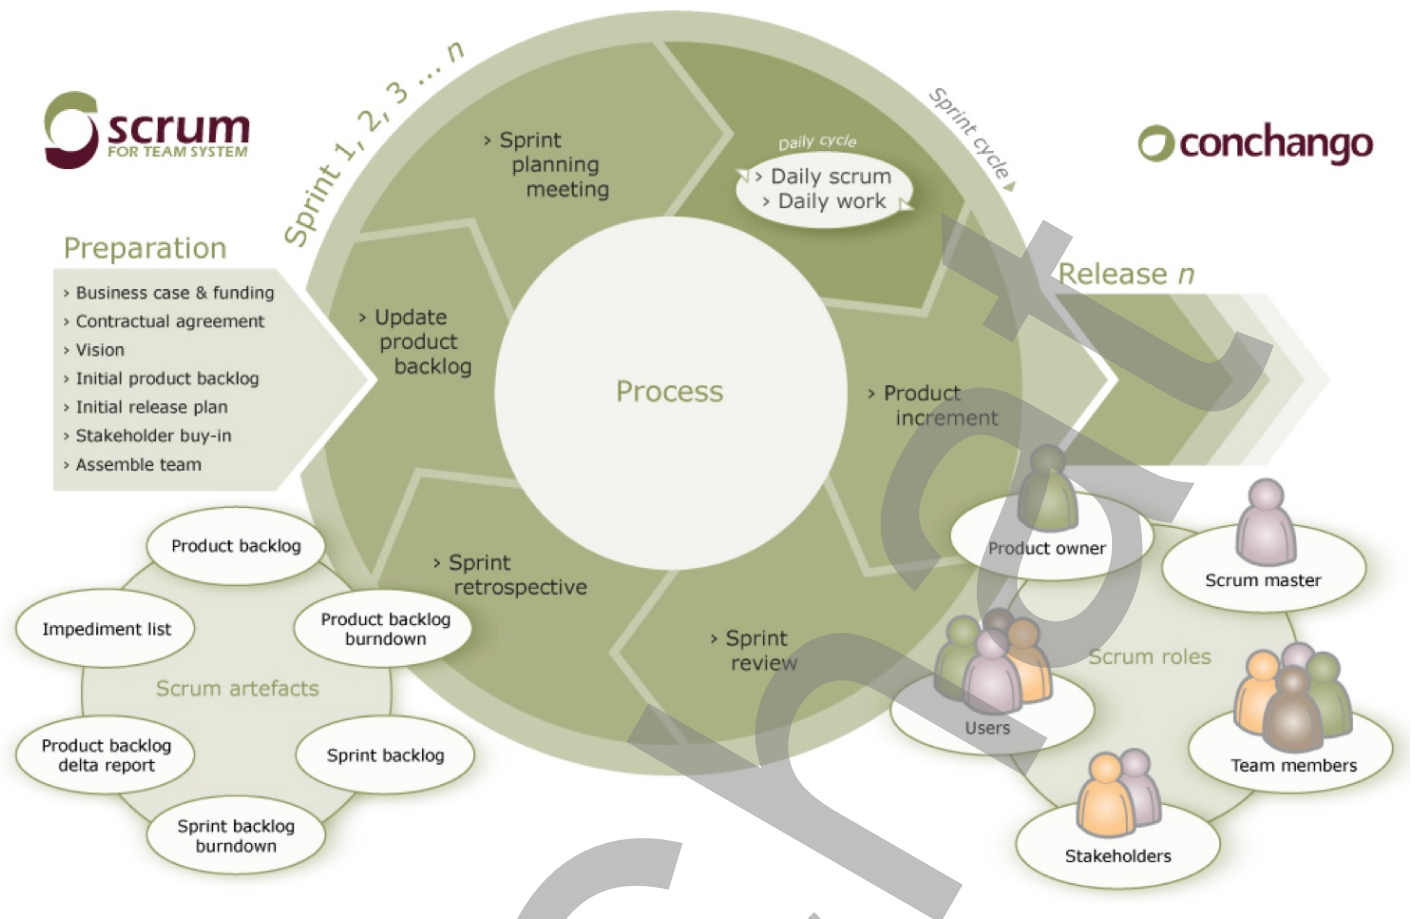 Sprint 1, 2, 3 ... n
scrum
FOR TEAM SYSTEM
conchango
Sprint cycle
Daily cycle
› Daily scrum
› Daily work
› Sprint
planning
meeting
Preparation
› Business case & funding
› Contractual agreement
› Vision
› Initial product backlog
› Initial release plan
› Stakeholder buy-in
› Assemble team
› Update
product
backlog
Process
› Product
increment
Release n
› Sprint
retrospective
› Sprint
review
Product backlog
Impediment list
Product backlog
burndown
Scrum artefacts
Product backlog
delta report
Sprint backlog
Sprint backlog
burndown
Product owner
Scrum master
Scrum roles
Users
Team members
Stakeholders